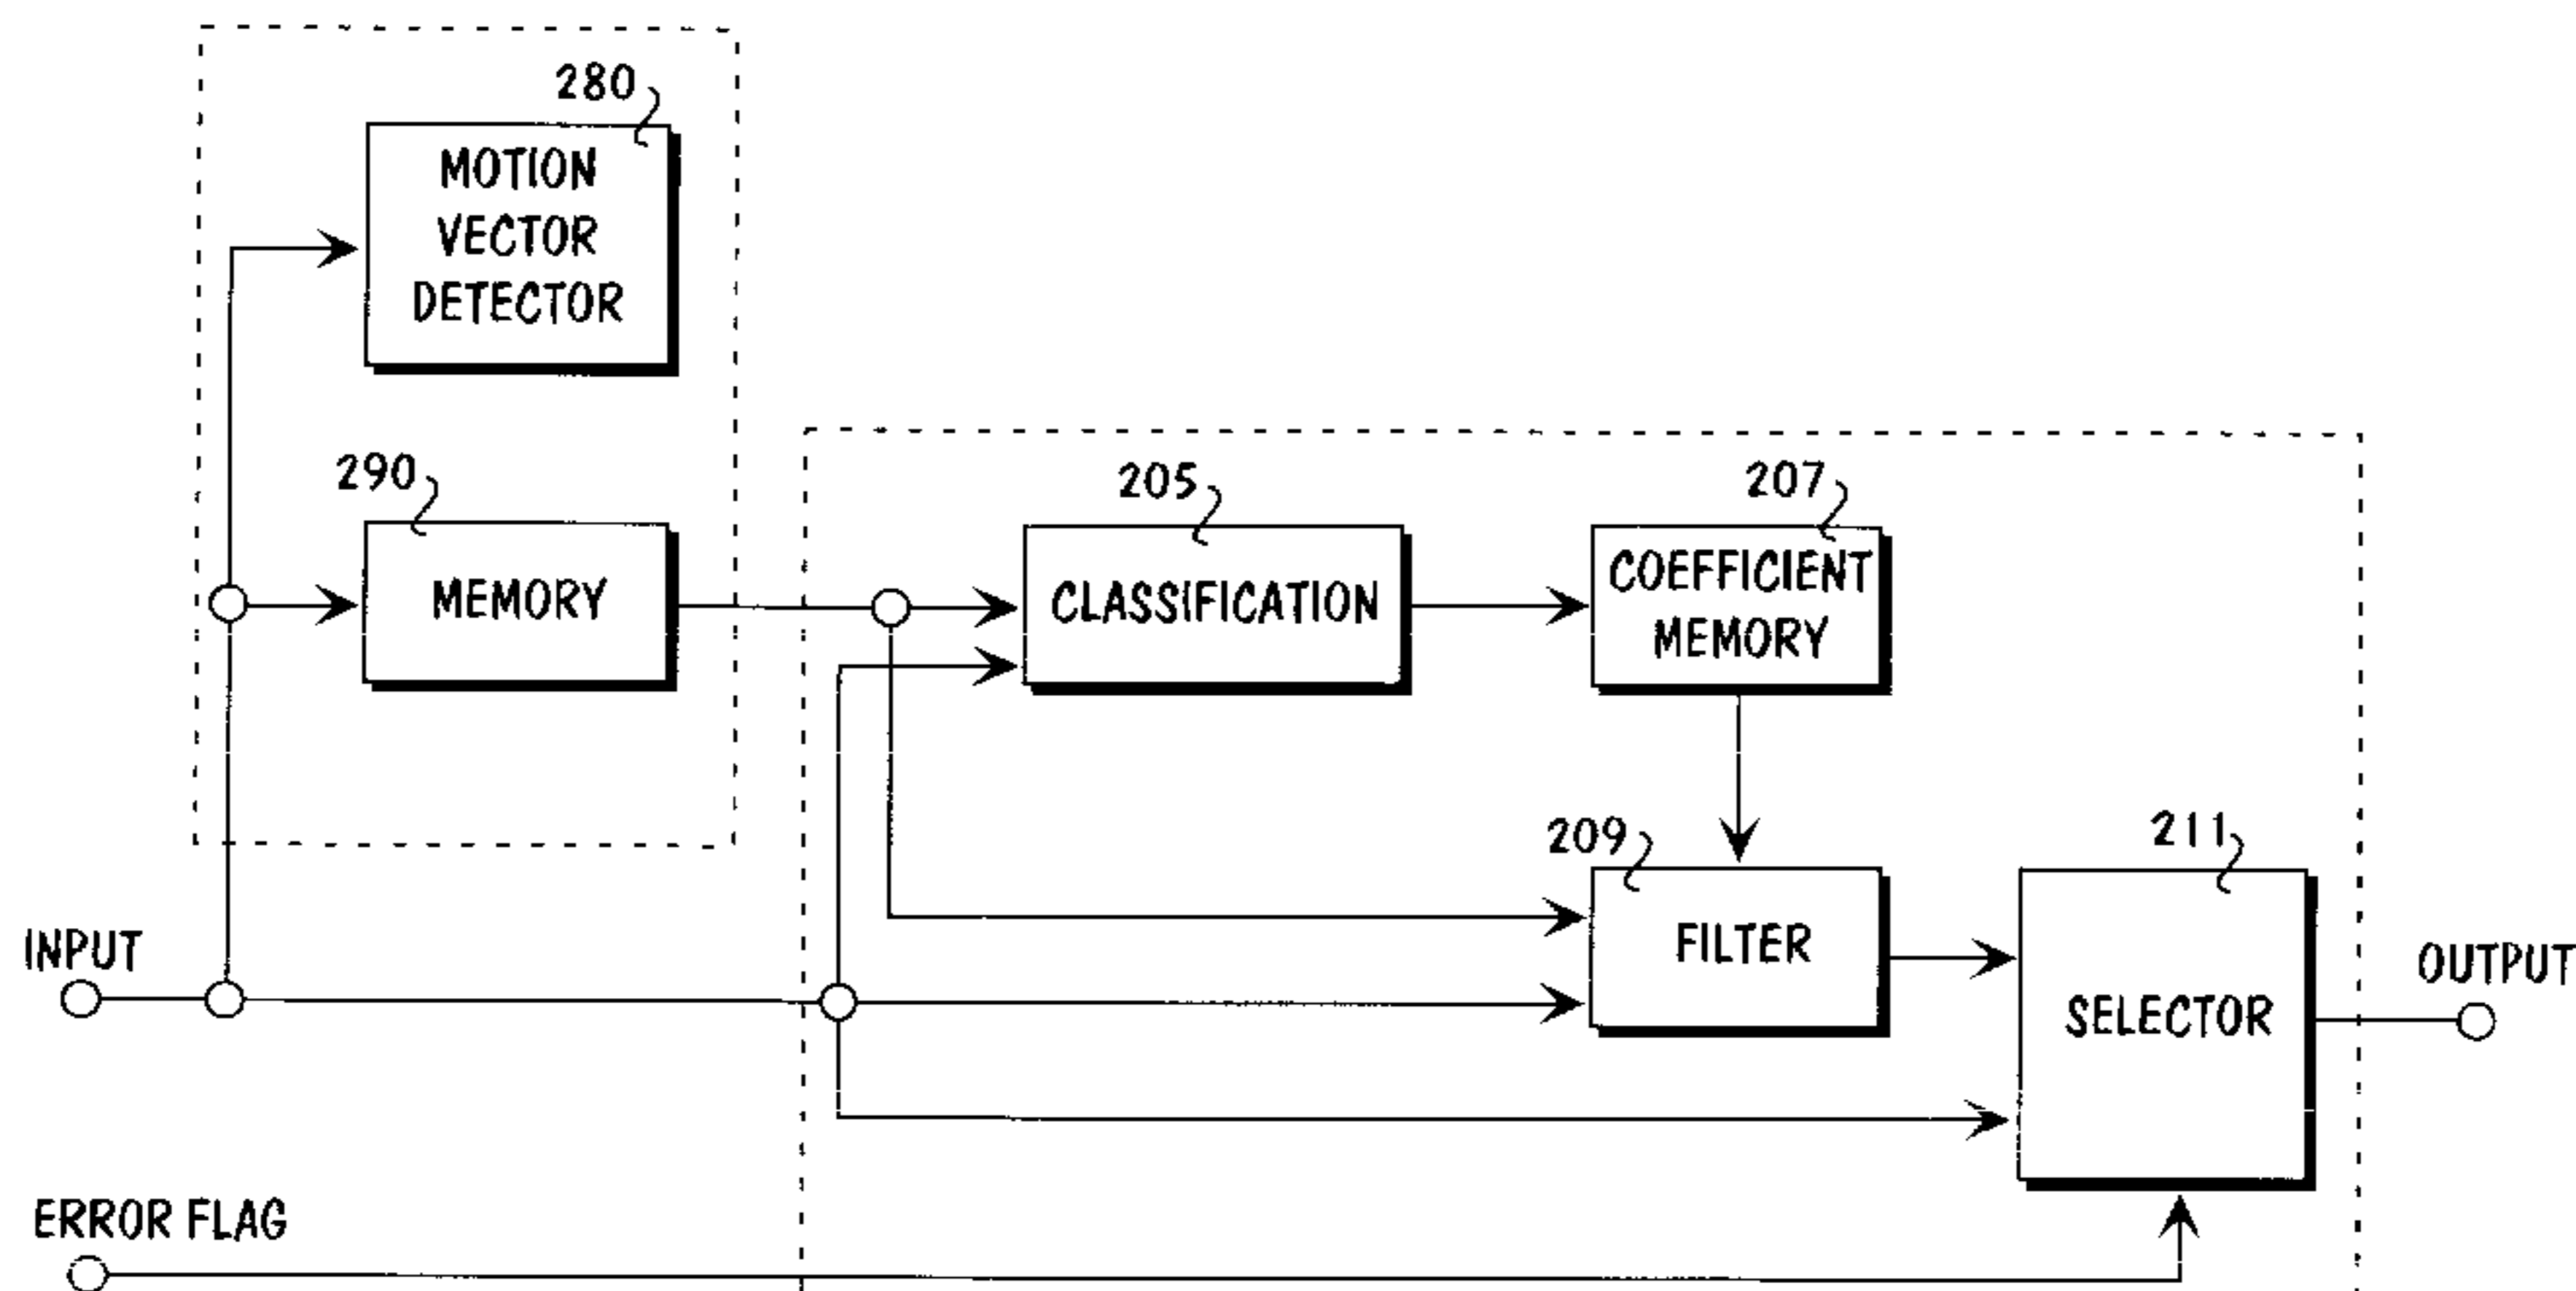 280
MOTION
VECTOR
DETECTOR
290
MEMORY
205
CLASSIFICATION
207
COEFFICIENT
MEMORY
209
FILTER
211
SELECTOR
INPUT
OUTPUT
ERROR FLAG